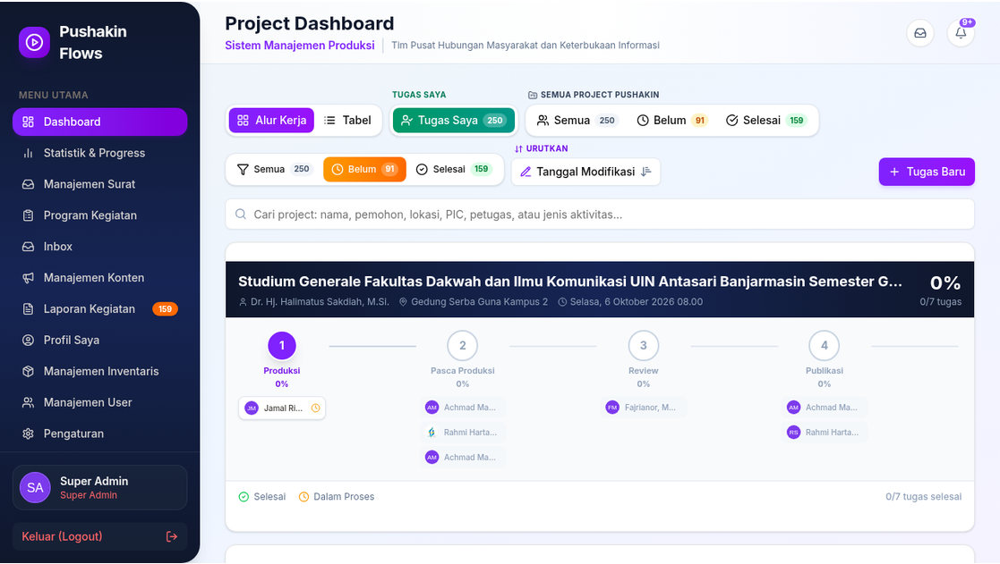 Pushakin
Flows
MENU UTAMA
Dashboard
Statistik & Progress
Manajemen Surat
Program Kegiatan
Inbox
Manajemen Konten
Laporan Kegiatan 159
Profil Saya
Manajemen Inventaris
Manajemen User
Pengaturan
SA
Super Admin
Super Admin
Keluar (Logout)
Project Dashboard
Sistem Manajemen Produksi Tim Pusat Hubungan Masyarakat dan Keterbukaan Informasi
9+
TUGAS SAYA
SEMUA PROJECT PUSHAKIN
Alur Kerja Tabel Tugas Saya 250 Semua 250 Belum 91 Selesai 159
URUTKAN
Semua 250 Belum 91 Selesai 159 Tanggal Modifikasi + Tugas Baru
Cari project: nama, pemohon, lokasi, PIC, petugas, atau jenis aktivitas...
Studium Generale Fakultas Dakwah dan Ilmu Komunikasi UIN Antasari Banjarmasin Semester G... 0%
Dr. Hj. Halimatus Sakdiah, M.Si. Gedung Serba Guna Kampus 2 Selasa, 6 Oktober 2026 08.00 0/7 tugas
1 2 3 4
Produksi Pasca Produksi Review Publikasi
0% 0% 0% 0%
JM Jamal Ri... AM Achmad Ma... FM Fajrianor, M... AM Achmad Ma...
Rahmi Harta... RS Rahmi Harta...
AM Achmad Ma...
Selesai Dalam Proses 0/7 tugas selesai